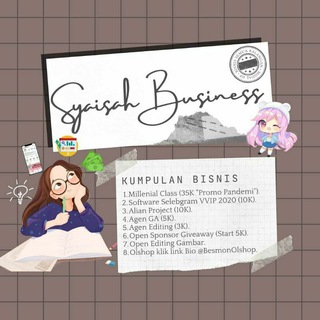 Syaisah Business
KUMPULAN BISNIS
1.Millenial Class (35K "Promo Pandemi").
2.Software Selebgram VVIP 2020 (10K).
3.Alian Project (10K).
4.Agen GA (5K).
5.Agen Editing (3K).
6.Open Sponsor Giveaway (Start 5K).
7.Open Editing Gambar.
8.Olshop klik link Bio @BesmonOlshop.